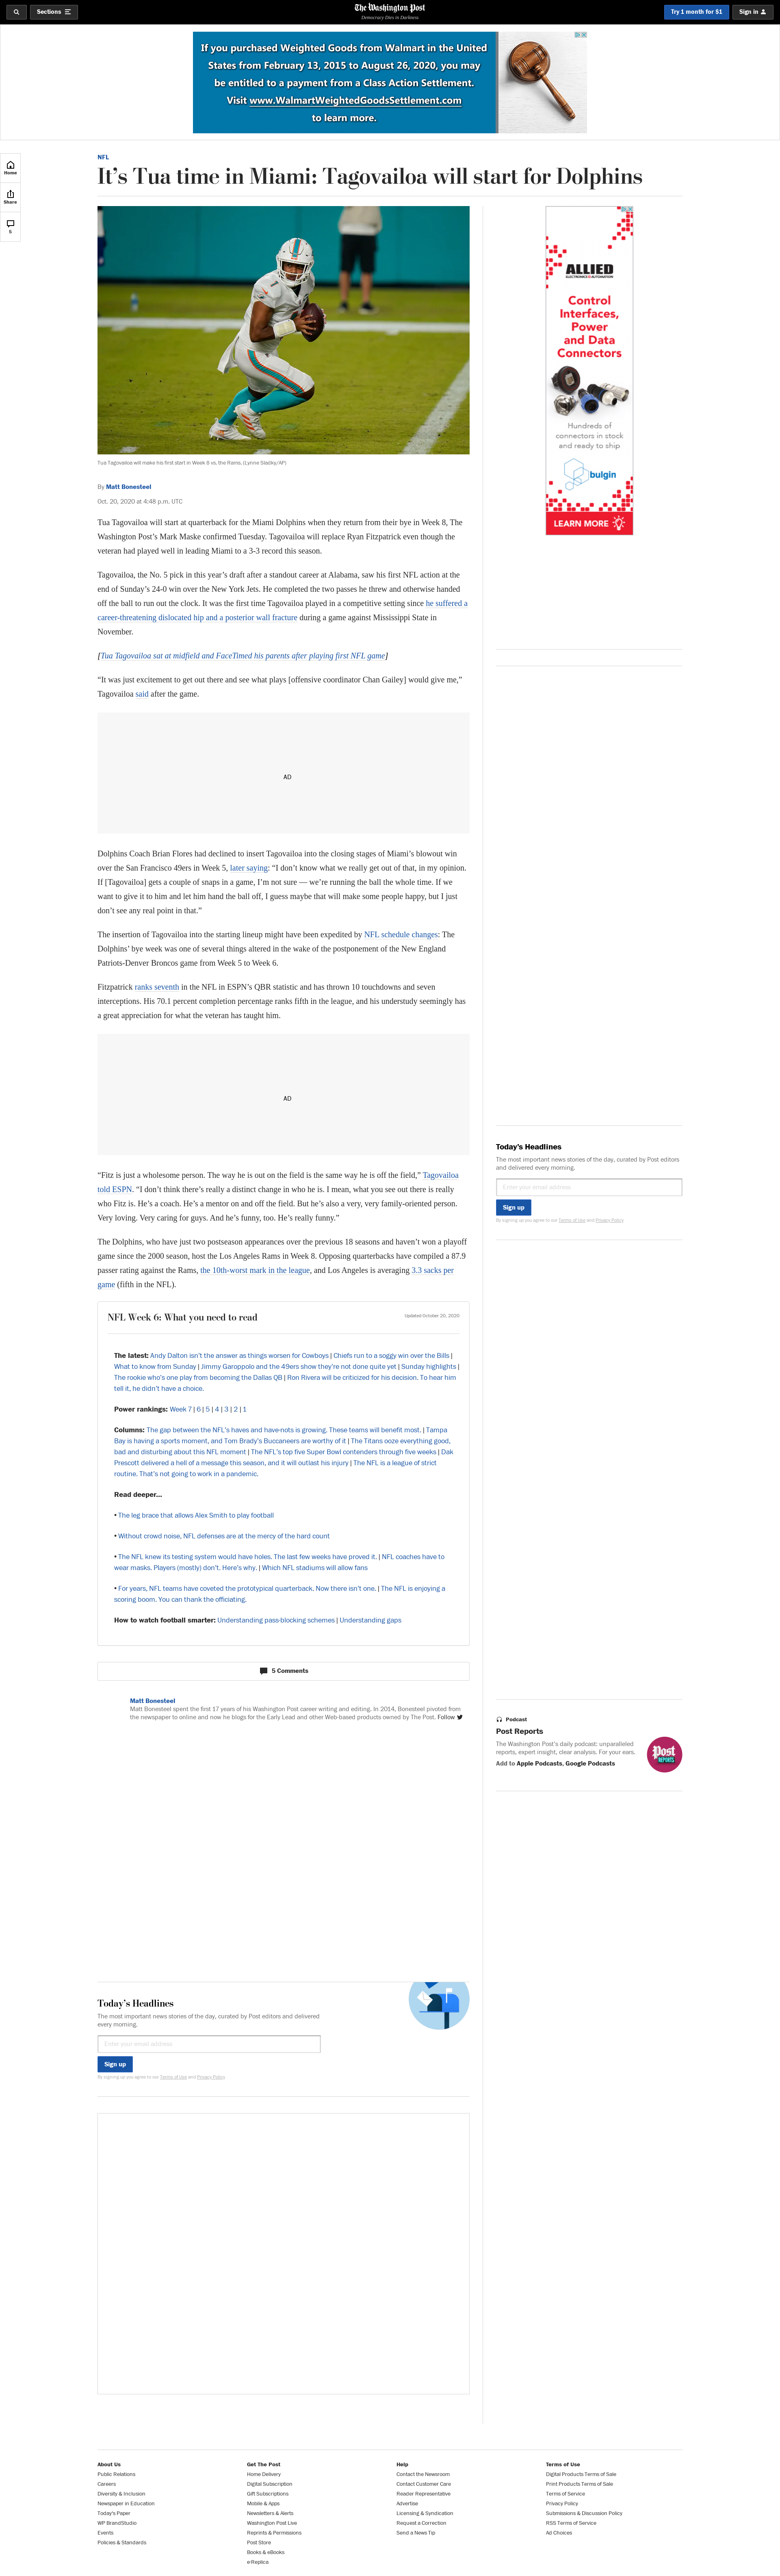 Sections
The Washington Post
Democracy Dies in Darkness
Try 1 month for $1
Sign in
If you purchased Weighted Goods from Walmart in the United
States from February 13, 2015 to August 26, 2020, you may
be entitled to a payment from a Class Action Settlement.
Visit www.WalmartWeightedGoodsSettlement.com
to learn more.
Home
Share
5
NFL
It's Tua time in Miami: Tagovailoa will start for Dolphins
Tua Tagovailoa will make his first start in Week 8 vs. the Rams. (Lynne Sladky/AP)
By Matt Bonesteel
Oct. 20, 2020 at 4:48 p.m. UTC
Tua Tagovailoa will start at quarterback for the Miami Dolphins when they return from their bye in Week 8, The
Washington Post's Mark Maske confirmed Tuesday. Tagovailoa will replace Ryan Fitzpatrick even though the
veteran had played well in leading Miami to a 3-3 record this season.
Tagovailoa, the No. 5 pick in this year's draft after a standout career at Alabama, saw his first NFL action at the
end of Sunday's 24-0 win over the New York Jets. He completed the two passes he threw and otherwise handed
off the ball to run out the clock. It was the first time Tagovailoa played in a competitive setting since he suffered a
career-threatening dislocated hip and a posterior wall fracture during a game against Mississippi State in
November.
[Tua Tagovailoa sat at midfield and FaceTimed his parents after playing first NFL game]
“It was just excitement to get out there and see what plays [offensive coordinator Chan Gailey] would give me,”
Tagovailoa said after the game.
AD
Dolphins Coach Brian Flores had declined to insert Tagovailoa into the closing stages of Miami's blowout win
over the San Francisco 49ers in Week 5, later saying: “I don't know what we really get out of that, in my opinion.
If [Tagovailoa] gets a couple of snaps in a game, I'm not sure — we're running the ball the whole time. If we
want to give it to him and let him hand the ball off, I guess maybe that will make some people happy, but I just
don't see any real point in that.”
The insertion of Tagovailoa into the starting lineup might have been expedited by NFL schedule changes: The
Dolphins' bye week was one of several things altered in the wake of the postponement of the New England
Patriots-Denver Broncos game from Week 5 to Week 6.
Fitzpatrick ranks seventh in the NFL in ESPN's QBR statistic and has thrown 10 touchdowns and seven
interceptions. His 70.1 percent completion percentage ranks fifth in the league, and his understudy seemingly has
a great appreciation for what the veteran has taught him.
AD
“Fitz is just a wholesome person. The way he is out on the field is the same way he is off the field,” Tagovailoa
told ESPN. “I don't think there's really a distinct change in who he is. I mean, what you see out there is really
who Fitz is. He's a coach. He's a mentor on and off the field. But he's also a very, very family-oriented person.
Very loving. Very caring for guys. And he's funny, too. He's really funny.”
The Dolphins, who have just two postseason appearances over the previous 18 seasons and haven't won a playoff
game since the 2000 season, host the Los Angeles Rams in Week 8. Opposing quarterbacks have compiled a 87.9
passer rating against the Rams, the 10th-worst mark in the league, and Los Angeles is averaging 3.3 sacks per
game (fifth in the NFL).
NFL Week 6: What you need to read
Updated October 20, 2020
The latest: Andy Dalton isn't the answer as things worsen for Cowboys | Chiefs run to a soggy win over the Bills |
What to know from Sunday | Jimmy Garoppolo and the 49ers show they're not done quite yet | Sunday highlights |
The rookie who's one play from becoming the Dallas QB | Ron Rivera will be criticized for his decision. To hear him
tell it, he didn't have a choice.
Power rankings: Week 7 | 6 | 5 | 4 | 3 | 2 | 1
Columns: The gap between the NFL's haves and have-nots is growing. These teams will benefit most. | Tampa
Bay is having a sports moment, and Tom Brady's Buccaneers are worthy of it | The Titans ooze everything good,
bad and disturbing about this NFL moment | The NFL's top five Super Bowl contenders through five weeks | Dak
Prescott delivered a hell of a message this season, and it will outlast his injury | The NFL is a league of strict
routine. That's not going to work in a pandemic.
Read deeper...
• The leg brace that allows Alex Smith to play football
• Without crowd noise, NFL defenses are at the mercy of the hard count
• The NFL knew its testing system would have holes. The last few weeks have proved it. | NFL coaches have to
wear masks. Players (mostly) don't. Here's why. | Which NFL stadiums will allow fans
• For years, NFL teams have coveted the prototypical quarterback. Now there isn't one. | The NFL is enjoying a
scoring boom. You can thank the officiating.
How to watch football smarter: Understanding pass-blocking schemes | Understanding gaps
5 Comments
Matt Bonesteel
Matt Bonesteel spent the first 17 years of his Washington Post career writing and editing. In 2014, Bonesteel pivoted from
the newspaper to online and now he blogs for the Early Lead and other Web-based products owned by The Post. Follow
Today's Headlines
The most important news stories of the day, curated by Post editors and delivered
every morning.
Enter your email address
Sign up
By signing up you agree to our Terms of Use and Privacy Policy
ALLIED
ELECTRONICS & AUTOMATION
Control
Interfaces,
Power
and Data
Connectors
Hundreds of
connectors in stock
and ready to ship
bulgin
LEARN MORE
Today's Headlines
The most important news stories of the day, curated by Post editors
and delivered every morning.
Enter your email address
Sign up
By signing up you agree to our Terms of Use and Privacy Policy
Podcast
Post Reports
The Washington Post's daily podcast: unparalleled
reports, expert insight, clear analysis. For your ears.
Add to Apple Podcasts, Google Podcasts
Post
REPORTS
About Us
Public Relations
Careers
Diversity & Inclusion
Newspaper in Education
Today's Paper
WP BrandStudio
Events
Policies & Standards
Get The Post
Home Delivery
Digital Subscription
Gift Subscriptions
Mobile & Apps
Newsletters & Alerts
Washington Post Live
Reprints & Permissions
Post Store
Books & eBooks
e-Replica
Help
Contact the Newsroom
Contact Customer Care
Reader Representative
Advertise
Licensing & Syndication
Request a Correction
Send a News Tip
Terms of Use
Digital Products Terms of Sale
Print Products Terms of Sale
Terms of Service
Privacy Policy
Submissions & Discussion Policy
RSS Terms of Service
Ad Choices